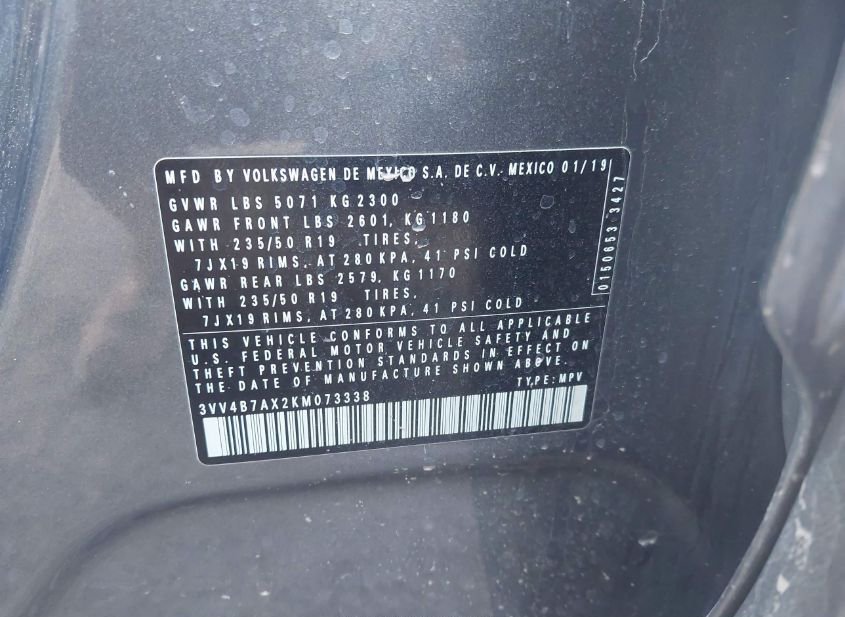 MFD BY VOLKSWAGEN DE MEXICO S.A. DE C.V. MEXICO 01/19
GVWR LBS 5071 KG 2300
GAWR FRONT LBS 2601, KG 1180
WITH 235/50 R19 TIRES,
7JX19 RIMS, AT 280 KPA, 41 PSI COLD
GAWR REAR LBS 2579, KG 1170
WITH 235/50 R19 TIRES,
7JX19 RIMS, AT 280 KPA, 41 PSI COLD
0150653 3427
THIS VEHICLE CONFORMS TO ALL APPLICABLE
U.S. FEDERAL MOTOR VEHICLE SAFETY AND
THEFT PREVENTION STANDARDS IN EFFECT ON
THE DATE OF MANUFACTURE SHOWN ABOVE.
3VV4B7AX2KM073338 TYPE: MPV